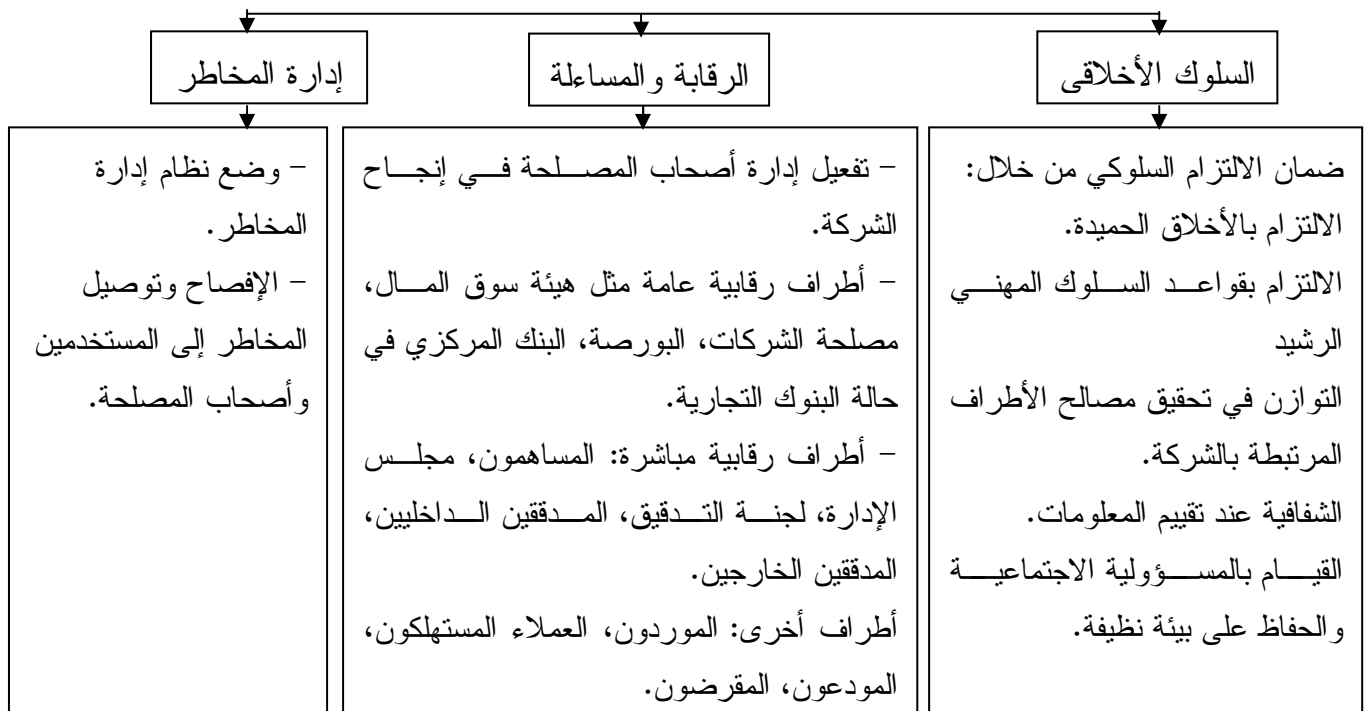 السلوك الأخلاقى
ضمان الالتزام السلوكي من خلال:
الالتزام بالأخلاق الحميدة.
الالتزام بقواعد السلوك المهني
الرشيد
التوازن في تحقيق مصالح الأطراف
المرتبطة بالشركة.
الشفافية عند تقييم المعلومات.
القيام بالمسؤولية الاجتماعية
والحفاظ على بيئة نظيفة.
الرقابة والمساءلة
– تفعيل إدارة أصحاب المصلحة في إنجاح
الشركة.
– أطراف رقابية عامة مثل هيئة سوق المال،
مصلحة الشركات، البورصة، البنك المركزي في
حالة البنوك التجارية.
– أطراف رقابية مباشرة: المساهمون، مجلس
الإدارة، لجنة التدقيق، المدققين الداخليين،
المدققين الخارجين.
أطراف أخرى: الموردون، العملاء المستهلكون،
المودعون، المقرضون.
إدارة المخاطر
– وضع نظام إدارة
المخاطر.
– الإفصاح وتوصيل
المخاطر إلى المستخدمين
وأصحاب المصلحة.